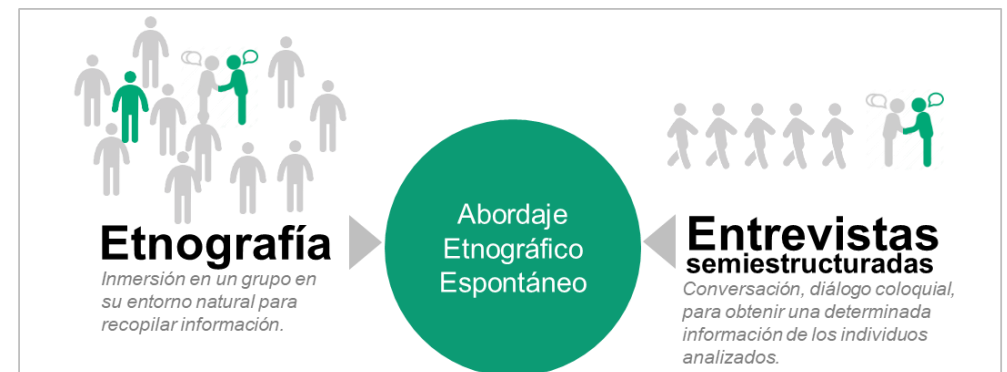 Etnografía
Inmersión en un grupo en
su entorno natural para
recopilar información.
Abordaje
Etnográfico
Espontáneo
Entrevistas
semiestructuradas
Conversación, diálogo coloquial,
para obtener una determinada
información de los individuos
analizados.